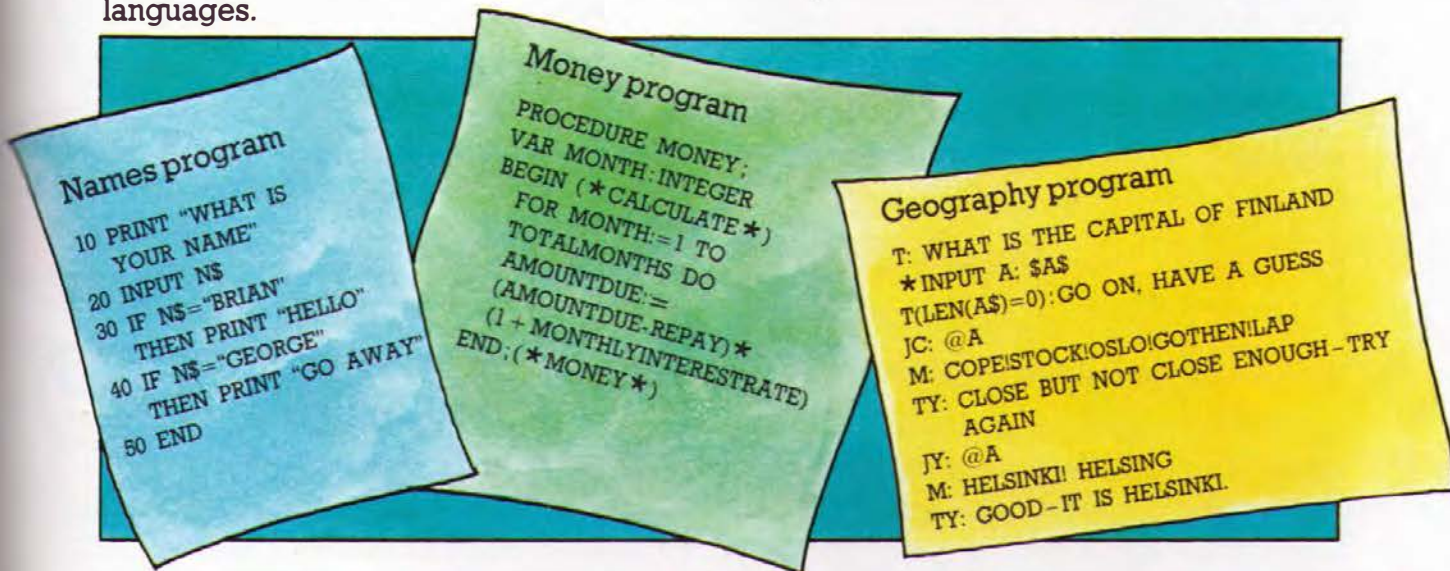 languages.
Names program
10 PRINT "WHAT IS
YOUR NAME"
20 INPUT N$
30 IF N$="BRIAN"
THEN PRINT "HELLO"
40 IF N$="GEORGE"
THEN PRINT "GO AWAY"
50 END
Money program
PROCEDURE MONEY;
VAR MONTH:INTEGER
BEGIN (*CALCULATE*)
FOR MONTH:=1 TO
TOTALMONTHS DO
AMOUNTDUE:=
(AMOUNTDUE-REPAY)*
(1+MONTHLYINTERESTRATE)
END;(*MONEY*)
Geography program
T: WHAT IS THE CAPITAL OF FINLAND
*INPUT A: $A$
T(LEN(A$)=0):GO ON, HAVE A GUESS
JC: @A
M: COPE!STOCK!OSLO!GOTHEN!LAP
TY: CLOSE BUT NOT CLOSE ENOUGH–TRY
AGAIN
JY: @A
M: HELSINKI! HELSING
TY: GOOD–IT IS HELSINKI.